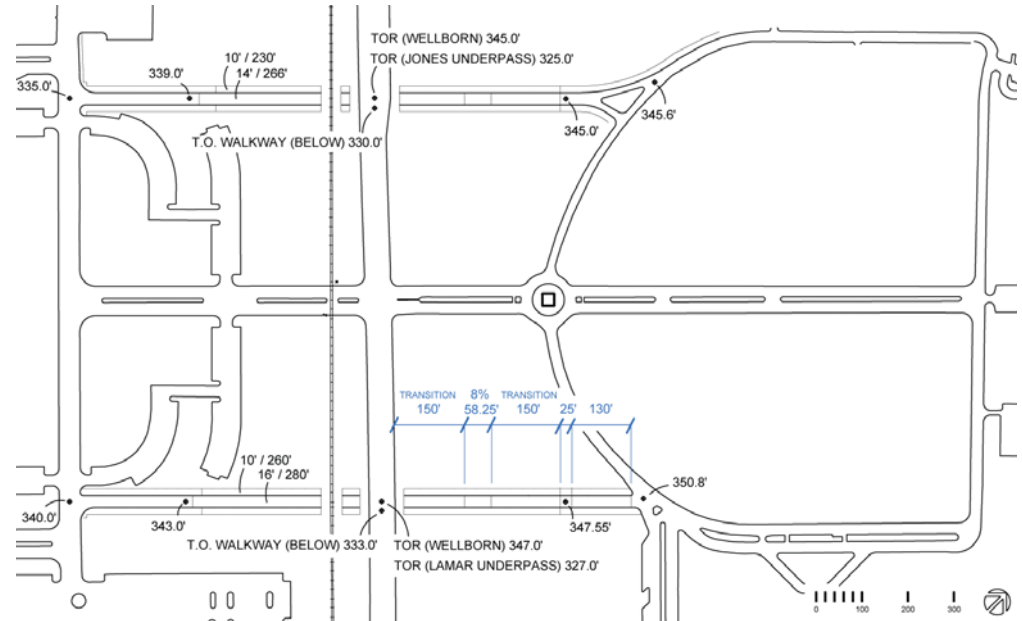 TOR (WELLBORN) 345.0'
TOR (JONES UNDERPASS) 325.0'
10' / 230'
14' / 266'
339.0'
335.0'
345.6'
345.0'
T.O. WALKWAY (BELOW) 330.0'
TRANSITION
150'
8%
58.25'
TRANSITION
150'
25'
130'
10' / 260'
16' / 280'
350.8'
340.0'
343.0'
347.55'
T.O. WALKWAY (BELOW) 333.0'
TOR (WELLBORN) 347.0'
TOR (LAMAR UNDERPASS) 327.0'
0 100 200 300